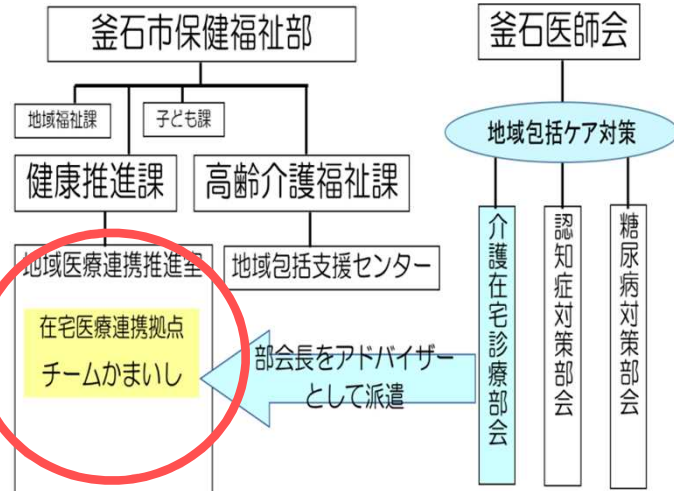 釜石市保健福祉部
地域福祉課
子ども課
健康推進課
高齢介護福祉課
地域医療連携推進室
地域包括支援センター
在宅医療連携拠点
チームかまいし
部会長をアドバイザー
として派遣
釜石医師会
地域包括ケア対策
介護在宅診療部会
認知症対策部会
糖尿病対策部会